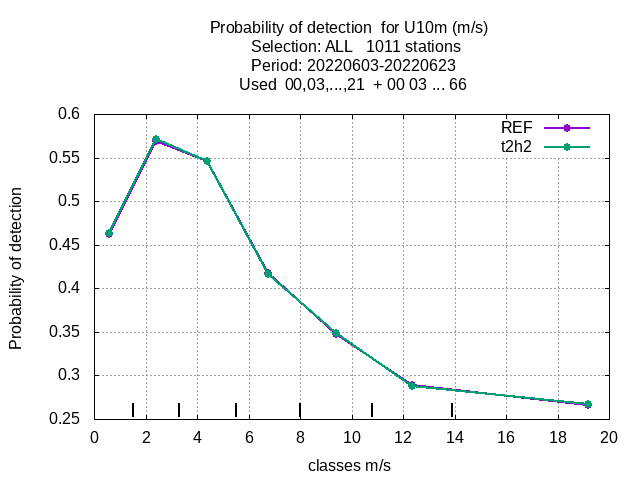 Probability of detection  for U10m (m/s)
Selection: ALL   1011 stations
Period: 20220603-20220623
Used  00,03,...,21  + 00 03 ... 66
REF
t2h2
0.6
0.55
0.5
0.45
0.4
0.35
0.3
0.25
Probability of detection
0 2 4 6 8 10 12 14 16 18 20
classes m/s